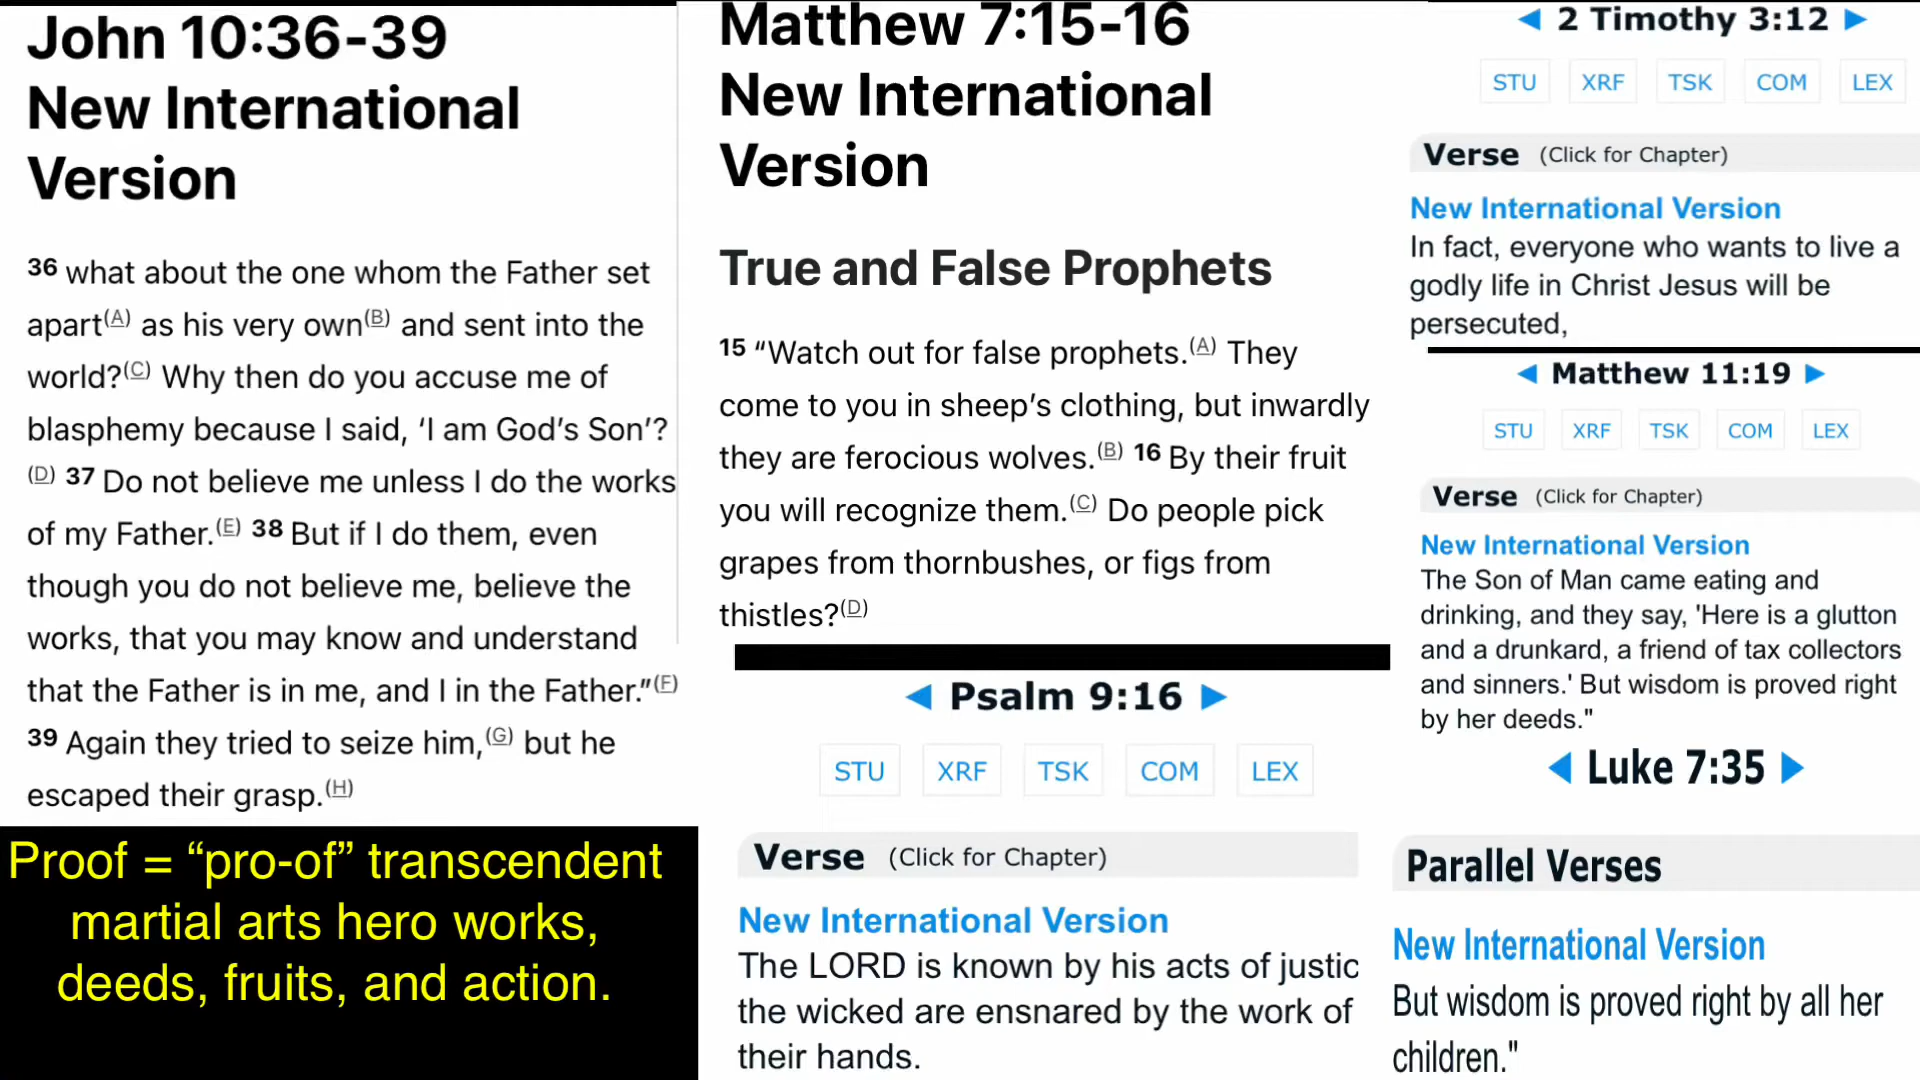 John 10:36-39
New International
Version
36 what about the one whom the Father set
apart(A) as his very own(B) and sent into the
world?(C) Why then do you accuse me of
blasphemy because I said, ‘I am God’s Son’?
(D) 37 Do not believe me unless I do the works
of my Father.(E) 38 But if I do them, even
though you do not believe me, believe the
works, that you may know and understand
that the Father is in me, and I in the Father.”(F)
39 Again they tried to seize him,(G) but he
escaped their grasp.(H)
Proof = “pro-of” transcendent
martial arts hero works,
deeds, fruits, and action.
Matthew 7:15-16
New International
Version
True and False Prophets
15 “Watch out for false prophets.(A) They
come to you in sheep’s clothing, but inwardly
they are ferocious wolves.(B) 16 By their fruit
you will recognize them.(C) Do people pick
grapes from thornbushes, or figs from
thistles?(D)
◄ Psalm 9:16 ►
STU XRF TSK COM LEX
Verse (Click for Chapter)
New International Version
The LORD is known by his acts of justic
the wicked are ensnared by the work of
their hands.
◄ 2 Timothy 3:12 ►
STU XRF TSK COM LEX
Verse (Click for Chapter)
New International Version
In fact, everyone who wants to live a
godly life in Christ Jesus will be
persecuted,
◄ Matthew 11:19 ►
STU XRF TSK COM LEX
Verse (Click for Chapter)
New International Version
The Son of Man came eating and
drinking, and they say, 'Here is a glutton
and a drunkard, a friend of tax collectors
and sinners.' But wisdom is proved right
by her deeds."
◄ Luke 7:35 ►
Parallel Verses
New International Version
But wisdom is proved right by all her
children."